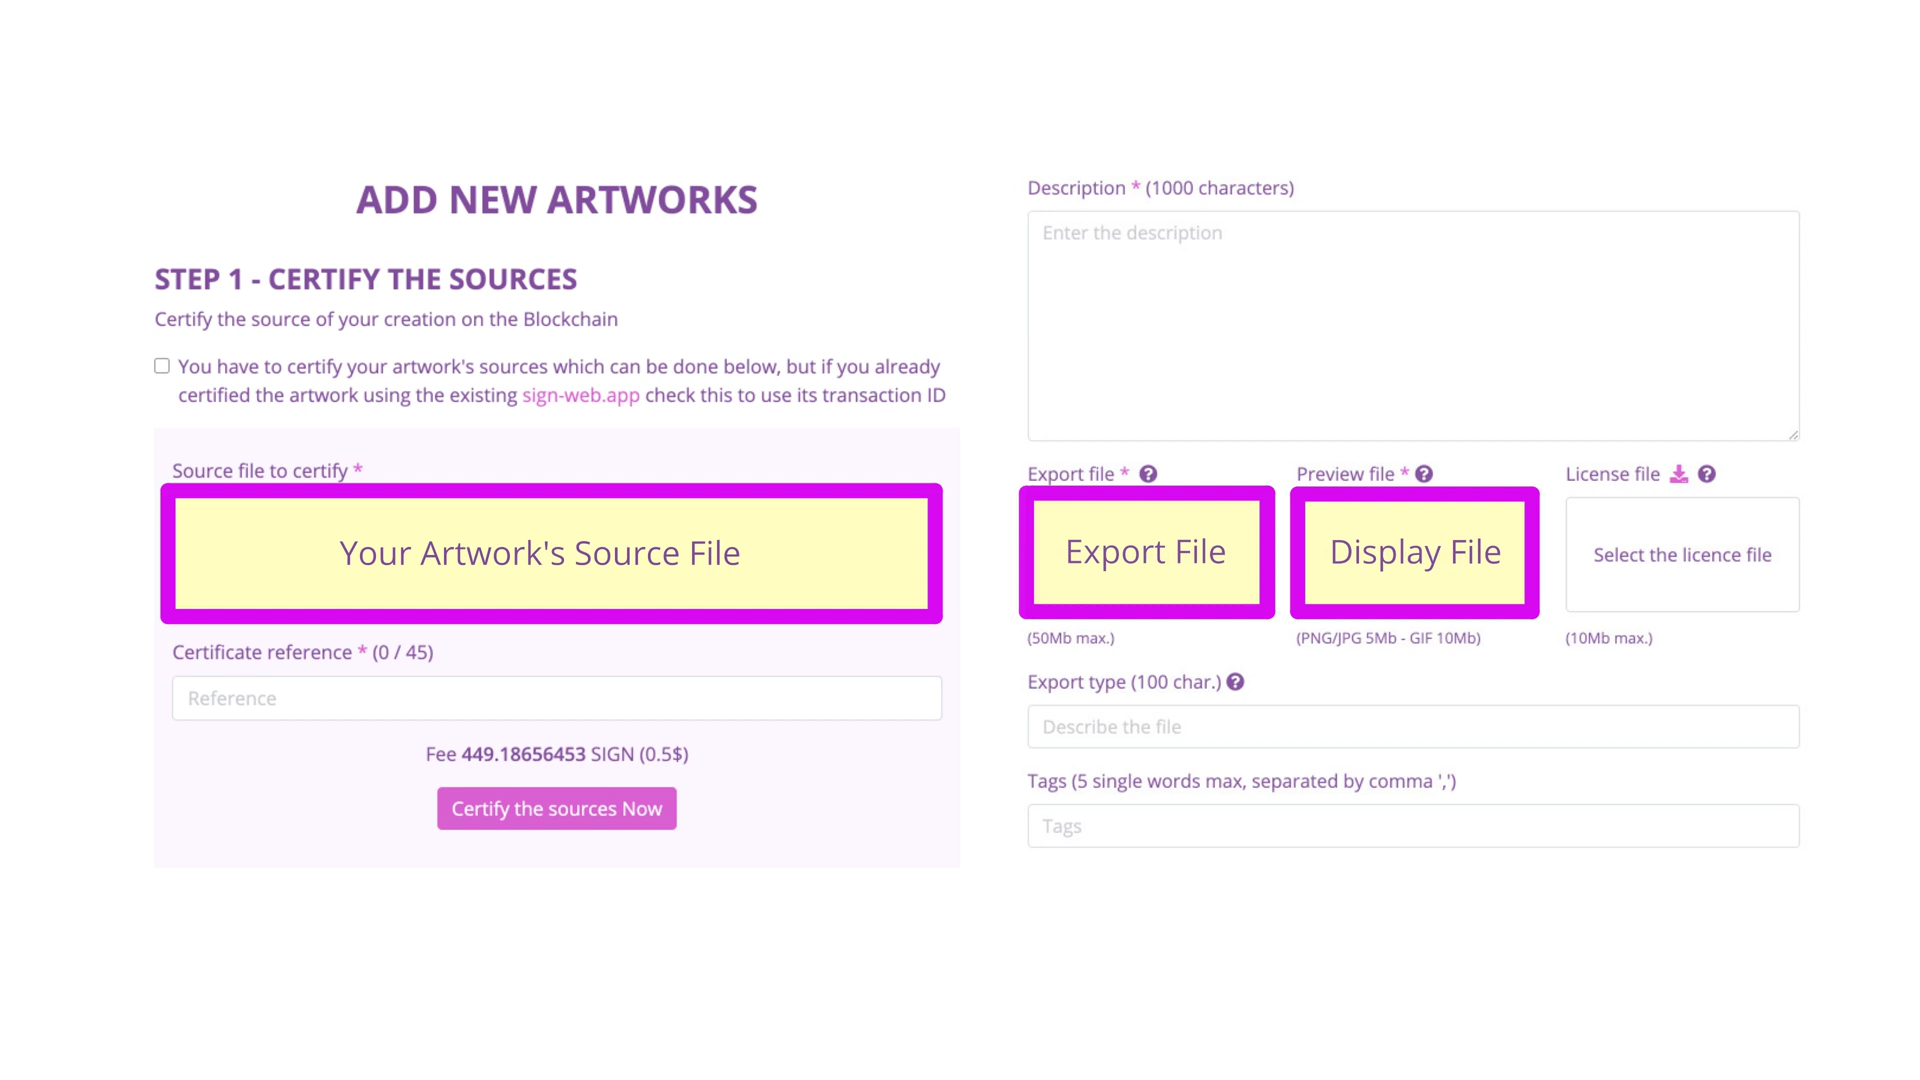 ADD NEW ARTWORKS
STEP 1 - CERTIFY THE SOURCES
Certify the source of your creation on the Blockchain
You have to certify your artwork's sources which can be done below, but if you already
certified the artwork using the existing sign-web.app check this to use its transaction ID
Source file to certify *
Your Artwork's Source File
Certificate reference * (0 / 45)
Reference
Fee 449.18656453 SIGN (0.5$)
Certify the sources Now
Description * (1000 characters)
Enter the description
Export file * ?
Preview file * ?
License file ?
Export File
Display File
Select the licence file
(50Mb max.)
(PNG/JPG 5Mb - GIF 10Mb)
(10Mb max.)
Export type (100 char.) ?
Describe the file
Tags (5 single words max, separated by comma ',')
Tags